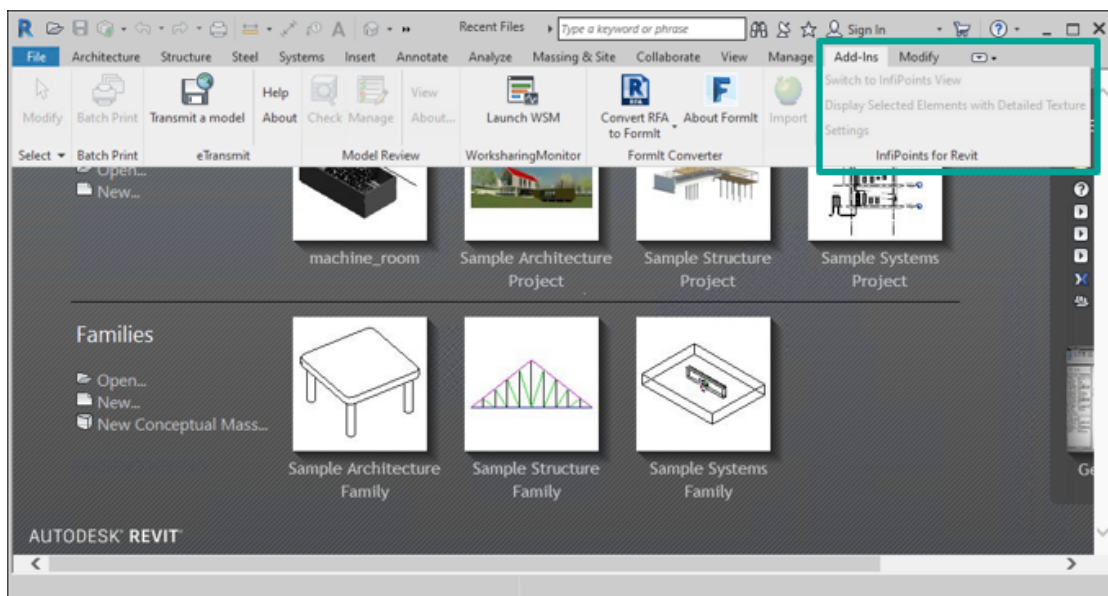 Recent Files
Type a keyword or phrase
Sign In
File Architecture Structure Steel Systems Insert Annotate Analyze Massing & Site Collaborate View Manage Add-Ins Modify
Modify
Batch Print
Transmit a model
Help
About
Check
Manage
View
About...
Launch WSM
Convert RFA
to FormIt
About FormIt
Import
Switch to InfiPoints View
Display Selected Elements with Detailed Texture
Settings
Select Batch Print eTransmit Model Review WorksharingMonitor FormIt Converter InfiPoints for Revit
Open...
New...
machine_room
Sample Architecture
Project
Sample Structure
Project
Sample Systems
Project
Families
Open...
New...
New Conceptual Mass...
Sample Architecture
Family
Sample Structure
Family
Sample Systems
Family
AUTODESK® REVIT®